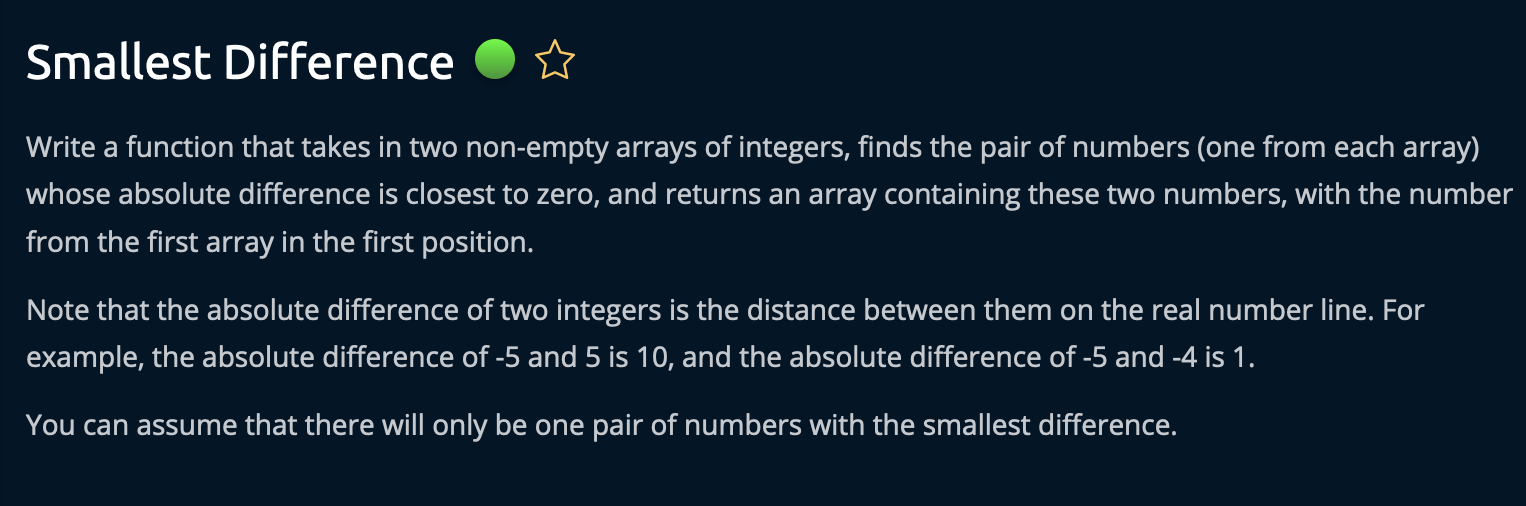 Smallest Difference
Write a function that takes in two non-empty arrays of integers, finds the pair of numbers (one from each array)
whose absolute difference is closest to zero, and returns an array containing these two numbers, with the number
from the first array in the first position.
Note that the absolute difference of two integers is the distance between them on the real number line. For
example, the absolute difference of -5 and 5 is 10, and the absolute difference of -5 and -4 is 1.
You can assume that there will only be one pair of numbers with the smallest difference.